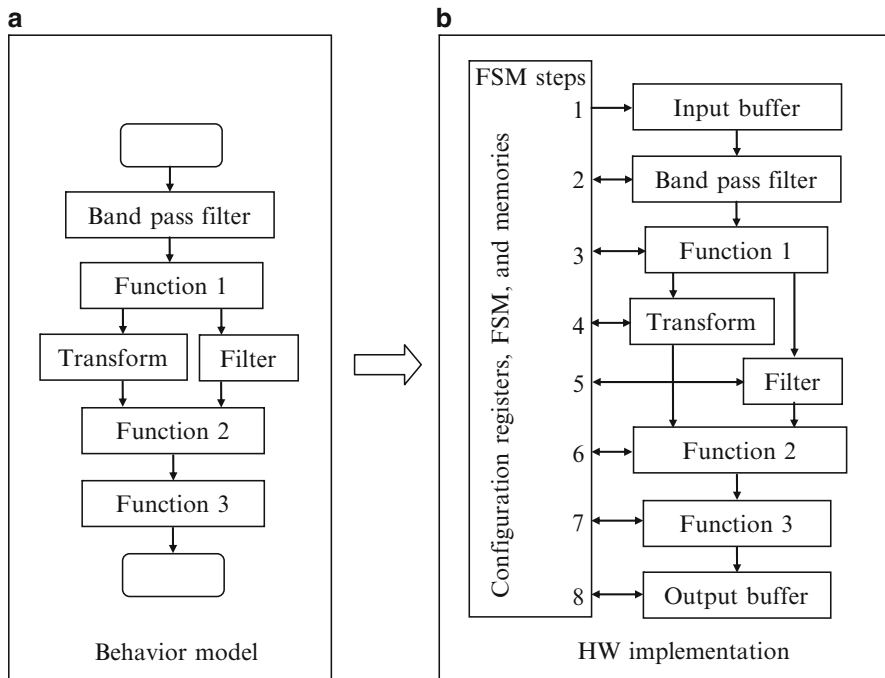 a
Band pass filter
Function 1
Transform
Filter
Function 2
Function 3
Behavior model
b
FSM steps
Configuration registers, FSM, and memories
1
Input buffer
2
Band pass filter
3
Function 1
4
Transform
5
Filter
6
Function 2
7
Function 3
8
Output buffer
HW implementation